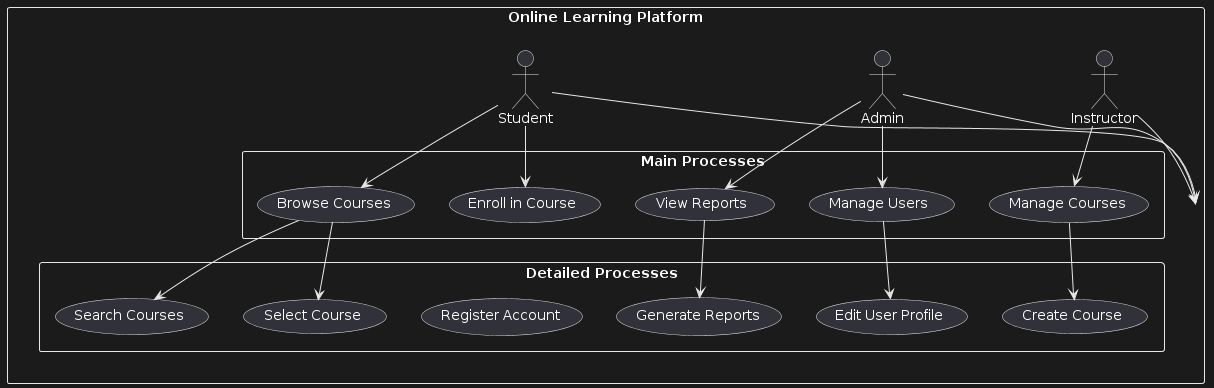 Online Learning Platform
Student
Admin
Instructor
Main Processes
Browse Courses
Enroll in Course
View Reports
Manage Users
Manage Courses
Detailed Processes
Search Courses
Select Course
Register Account
Generate Reports
Edit User Profile
Create Course